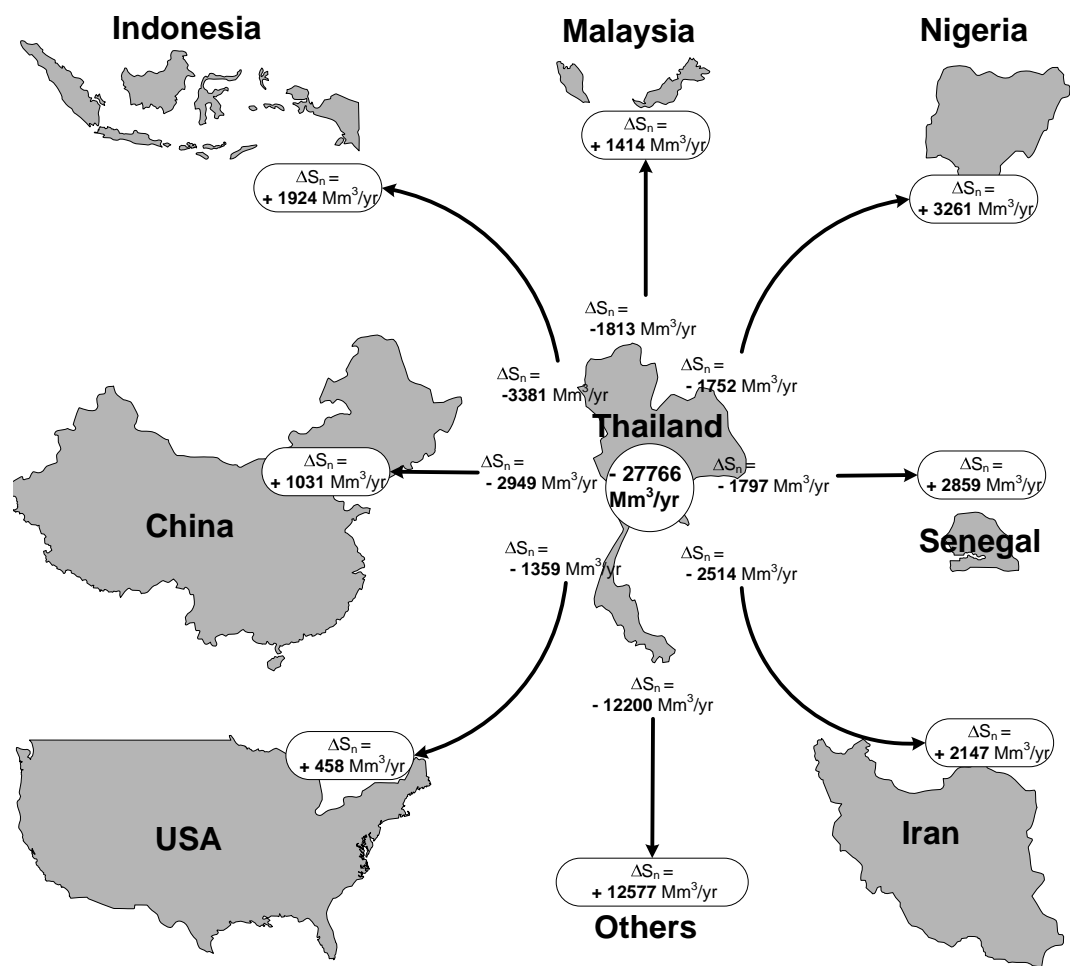 Indonesia
Malaysia
Nigeria
ΔSₙ =
+ 1414 Mm³/yr
ΔSₙ =
+ 1924 Mm³/yr
ΔSₙ =
+ 3261 Mm³/yr
ΔSₙ =
-1813 Mm³/yr
ΔSₙ =
-3381 Mm³/yr
ΔSₙ =
- 1752 Mm³/yr
Thailand
- 27766
Mm³/yr
ΔSₙ =
+ 1031 Mm³/yr
ΔSₙ =
- 2949 Mm³/yr
ΔSₙ =
- 1797 Mm³/yr
ΔSₙ =
+ 2859 Mm³/yr
China
Senegal
ΔSₙ =
- 1359 Mm³/yr
ΔSₙ =
- 2514 Mm³/yr
ΔSₙ =
- 12200 Mm³/yr
ΔSₙ =
+ 458 Mm³/yr
ΔSₙ =
+ 2147 Mm³/yr
USA
Iran
ΔSₙ =
+ 12577 Mm³/yr
Others